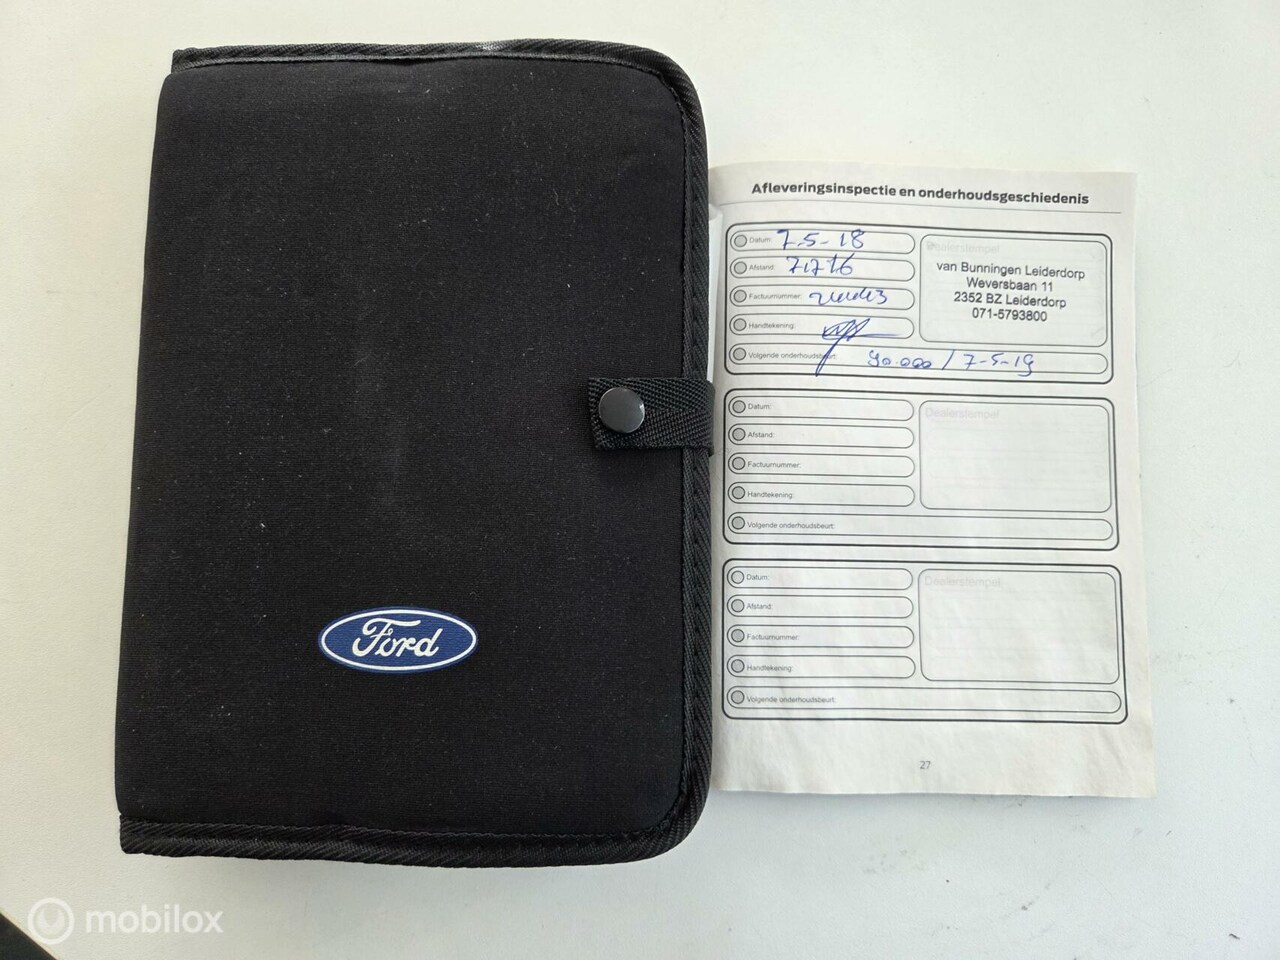 Ford
Afleveringsinspectie en onderhoudsgeschiedenis
Datum: 7-5-18
Afstand: 71716
Factuurnummer:
Handtekening:
Volgende onderhoudsbeurt: 90.000 / 7-5-19
Dealerstempel
van Bunningen Leiderdorp
Weversbaan 11
2352 BZ Leiderdorp
071-5793800
Datum:
Afstand:
Factuurnummer:
Handtekening:
Volgende onderhoudsbeurt:
Dealerstempel
Datum:
Afstand:
Factuurnummer:
Handtekening:
Volgende onderhoudsbeurt:
Dealerstempel
27
mobilox